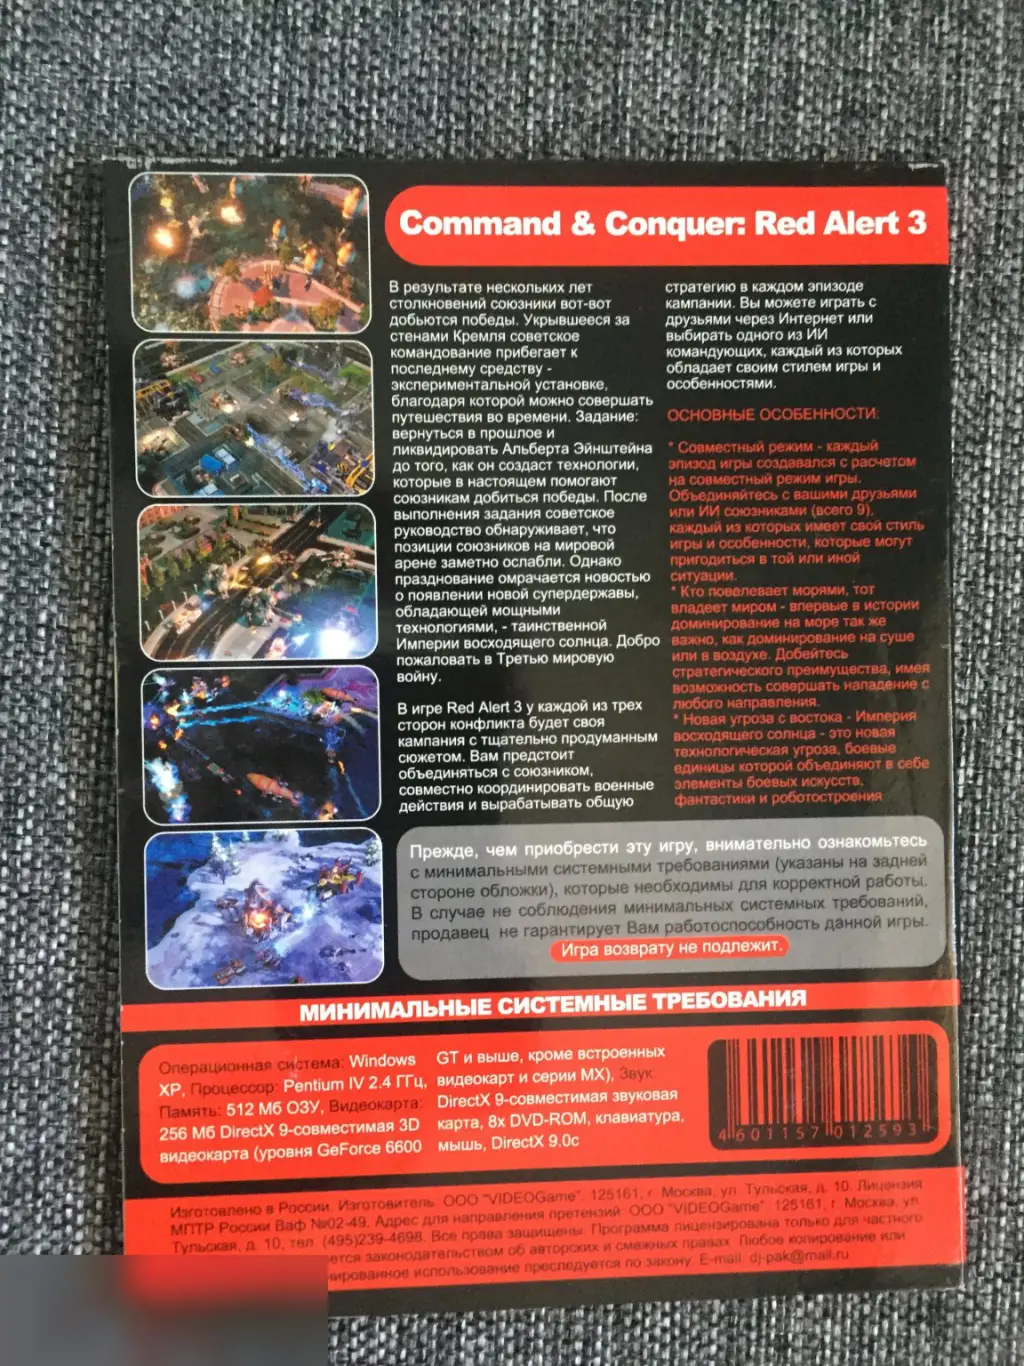 Command & Conquer: Red Alert 3
В результате нескольких лет
столкновений союзники вот-вот
добьются победы. Укрывшееся за
стенами Кремля советское
командование прибегает к
последнему средству -
экспериментальной установке,
благодаря которой можно совершать
путешествия во времени. Задание:
вернуться в прошлое и
ликвидировать Альберта Эйнштейна
до того, как он создаст технологии,
которые в настоящем помогают
союзникам добиться победы. После
выполнения задания советское
руководство обнаруживает, что
позиции союзников на мировой
арене заметно ослабли. Однако
празднование омрачается новостью
о появлении новой супердержавы,
обладающей мощными
технологиями, - таинственной
Империи восходящего солнца. Добро
пожаловать в Третью мировую
войну.
В игре Red Alert 3 у каждой из трех
сторон конфликта будет своя
кампания с тщательно продуманным
сюжетом. Вам предстоит
объединяться с союзником,
совместно координировать военные
действия и вырабатывать общую
стратегию в каждом эпизоде
кампании. Вы можете играть с
друзьями через Интернет или
выбирать одного из ИИ
командующих, каждый из которых
обладает своим стилем игры и
особенностями.
ОСНОВНЫЕ ОСОБЕННОСТИ:
* Совместный режим - каждый
эпизод игры создавался с расчетом
на совместный режим игры.
Объединяйтесь с вашими друзьями
или ИИ союзниками (всего 9),
каждый из которых имеет свой стиль
игры и особенности, которые могут
пригодиться в той или иной
ситуации.
* Кто повелевает морями, тот
владеет миром - впервые в истории
доминирование на море так же
важно, как доминирование на суше
или в воздухе. Добейтесь
стратегического преимущества, имея
возможность совершать нападение с
любого направления.
* Новая угроза с востока - Империя
восходящего солнца - это новая
технологическая угроза, боевые
единицы которой объединяют в себе
элементы боевых искусств,
фантастики и роботостроения
Прежде, чем приобрести эту игру, внимательно ознакомьтесь
с минимальными системными требованиями (указаны на задней
стороне обложки), которые необходимы для корректной работы.
В случае не соблюдения минимальных системных требований,
продавец не гарантирует Вам работоспособность данной игры.
Игра возврату не подлежит.
МИНИМАЛЬНЫЕ СИСТЕМНЫЕ ТРЕБОВАНИЯ
Операционная система: Windows
XP, Процессор: Pentium IV 2.4 ГГц,
Память: 512 Мб ОЗУ, Видеокарта:
256 Мб DirectX 9-совместимая 3D
видеокарта (уровня GeForce 6600
GT и выше, кроме встроенных
видеокарт и серии MX), Звук:
DirectX 9-совместимая звуковая
карта, 8x DVD-ROM, клавиатура,
мышь, DirectX 9.0c
4601157012593
Изготовлено в России. Изготовитель: ООО "VIDEOGame". 125161, г. Москва, ул. Тульская, д. 10. Лицензия
МПТР России Ваф №02-49. Адрес для направления претензий: ООО "VIDEOGame". 125161, г. Москва, ул.
Тульская, д. 10, тел. (495)239-4698. Все права защищены. Программа лицензирована только для частного
ется законодательством об авторских и смежных правах. Любое копирование или
ированное использование преследуется по закону. E-mail: dj-pak@mail.ru